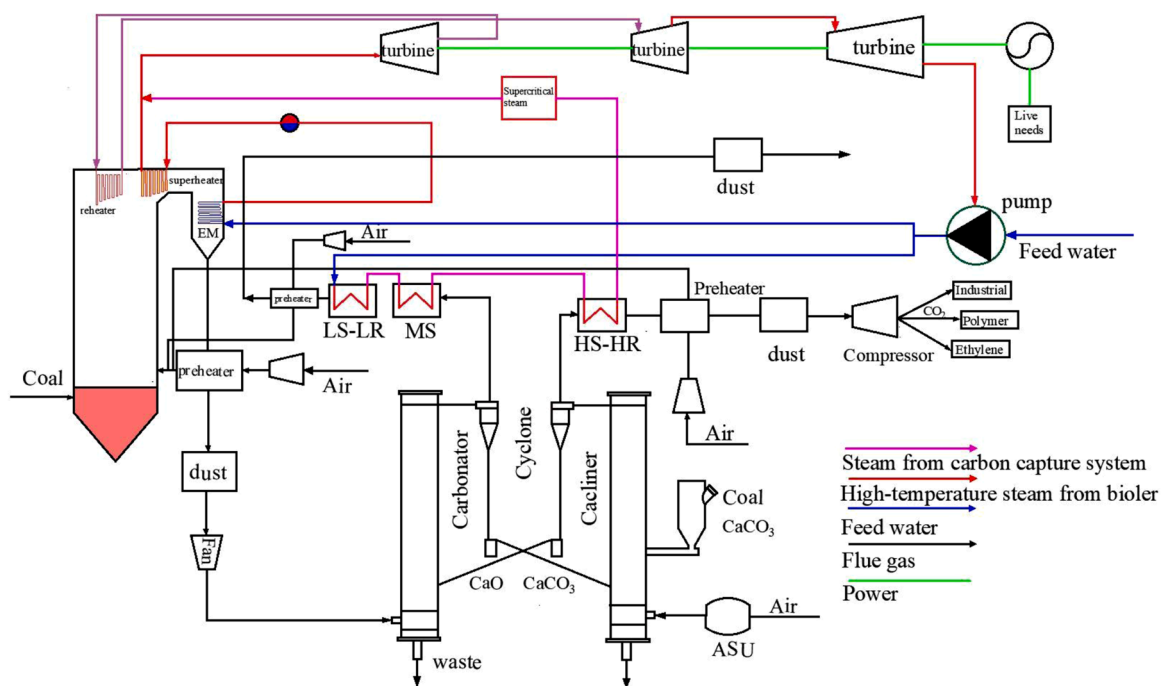 turbine
turbine
turbine
Supercritical
steam
Live
needs
superheater
reheater
dust
pump
EM
Air
Feed water
preheater
Preheater
Industrial
CO2
Polymer
Ethylene
LS-LR
MS
HS-HR
dust
Compressor
Coal
preheater
Air
Air
dust
Carbonator
Cyclone
Cacliner
Coal
CaCO3
Fan
CaO
CaCO3
Air
ASU
waste
Steam from carbon capture system
High-temperature steam from bioler
Feed water
Flue gas
Power